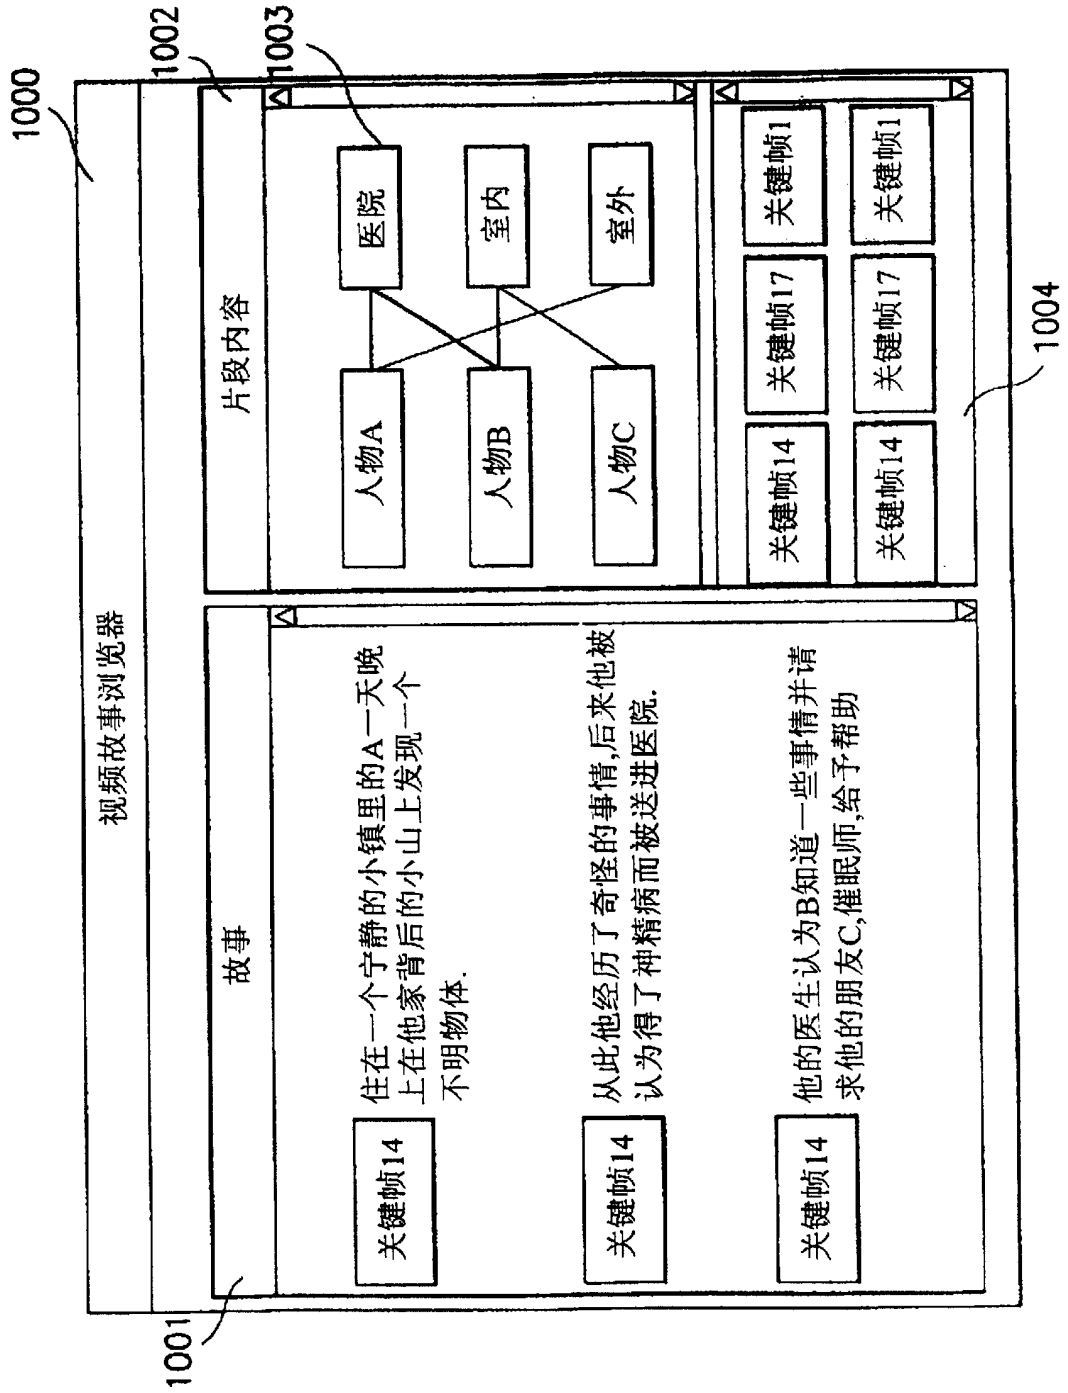 1000
视频故事浏览器
1001
故事
关键帧14
住在一个宁静的小镇里的A一天晚
上在他家背后的小山上发现一个
不明物体.
关键帧14
从此他经历了奇怪的事情,后来他被
认为得了神精病而被送进医院.
关键帧14
他的医生认为B知道一些事情并请
求他的朋友C,催眠师,给予帮助
1002
片段内容
1003
人物A
医院
人物B
室内
人物C
室外
关键帧14
关键帧17
关键帧1
关键帧14
关键帧17
关键帧1
1004